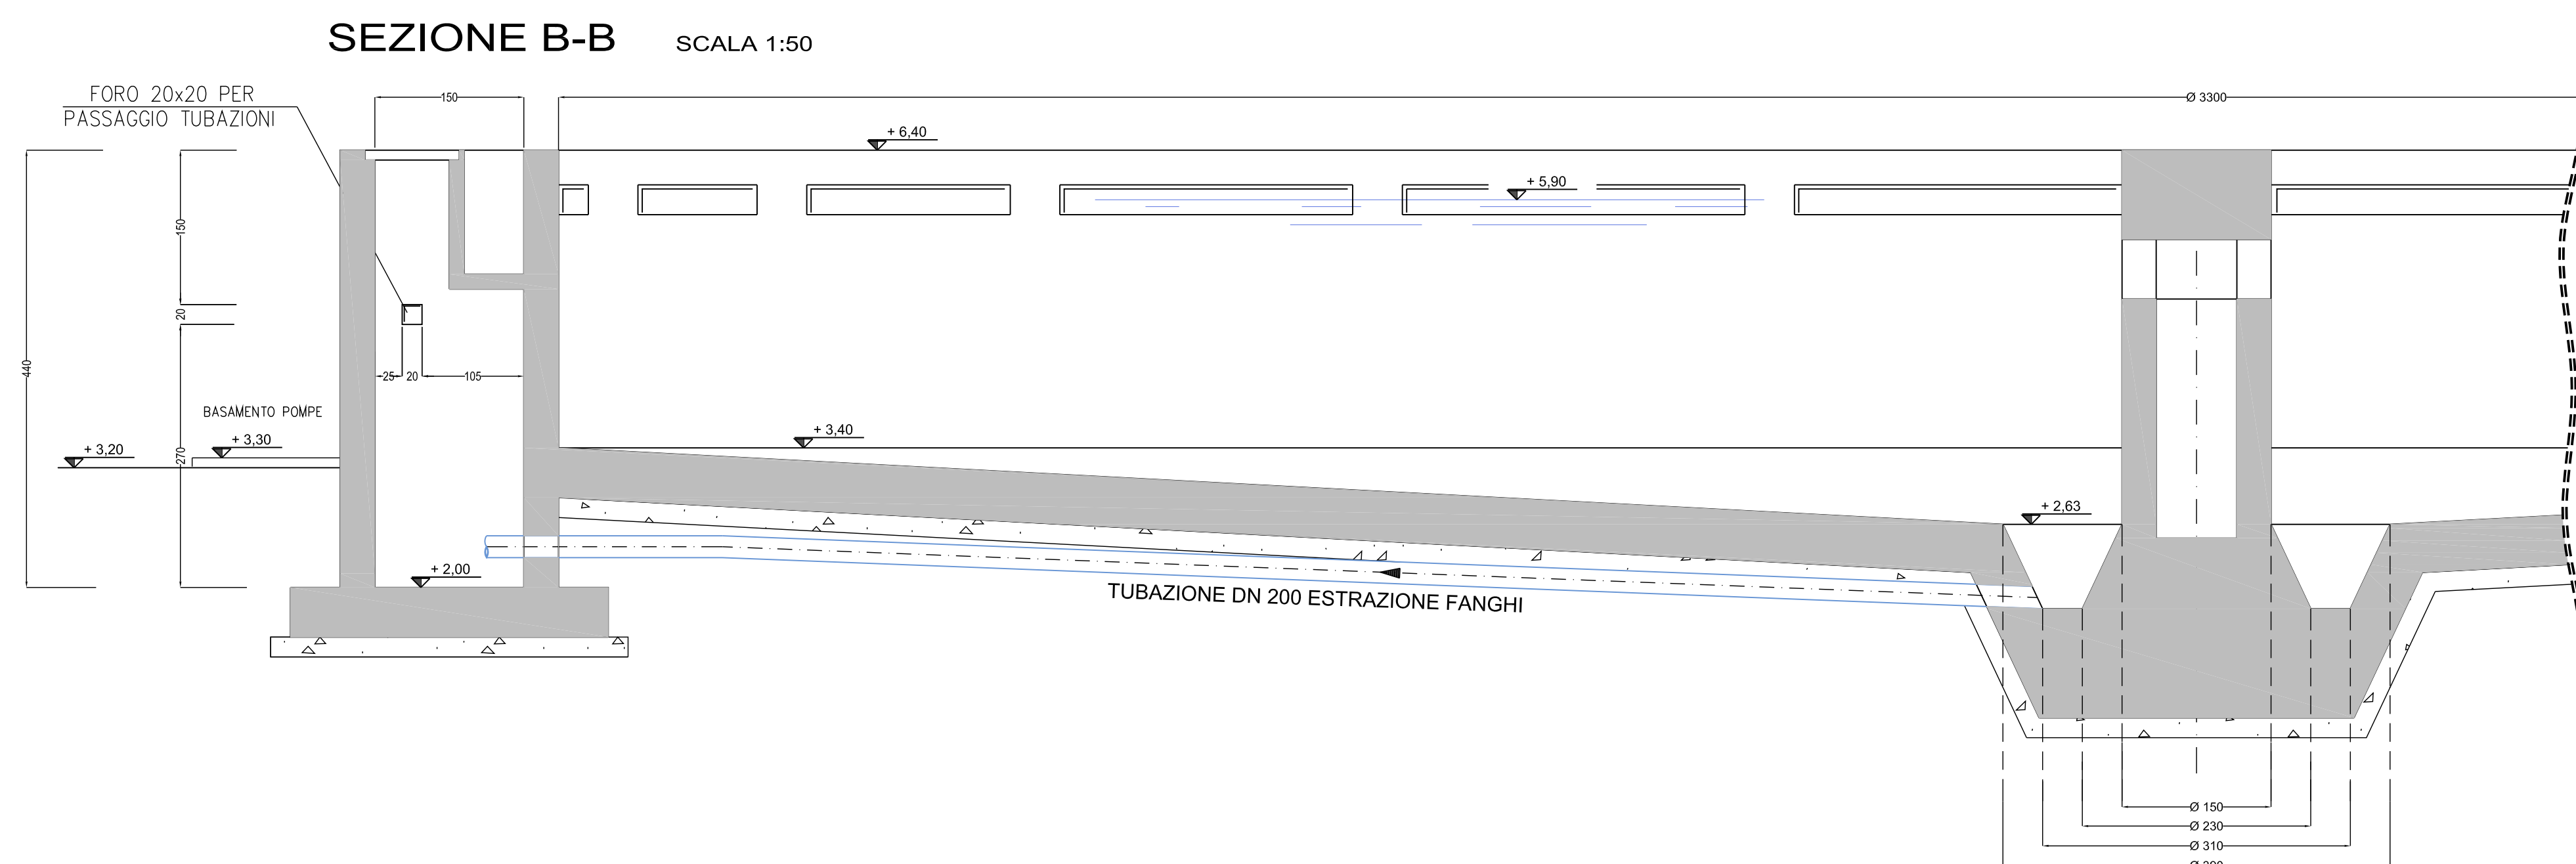 SEZIONE B-B SCALA 1:50
FORO 20x20 PER
PASSAGGIO TUBAZIONI
150
Ø 3300
+ 6,40
+ 5,90
150
20
440
25 20 105
BASAMENTO POMPE
+ 3,40
+ 3,30
+ 3,20
270
+ 2,63
+ 2,00
TUBAZIONE DN 200 ESTRAZIONE FANGHI
Ø 150
Ø 230
Ø 310